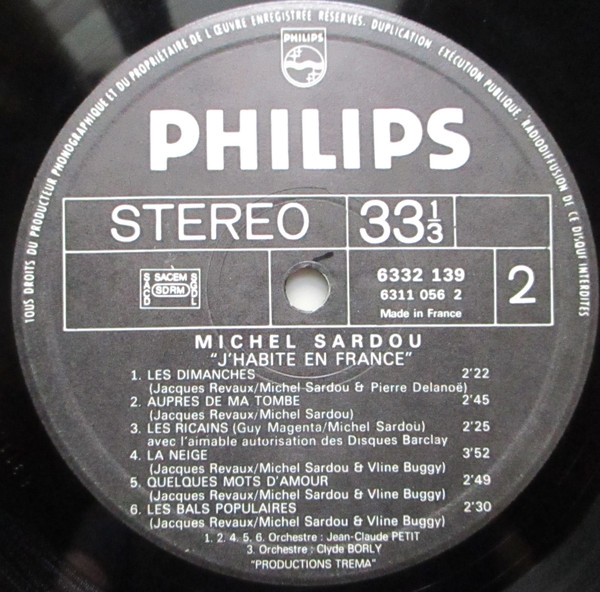 TOUS DROITS DU PRODUCTEUR PHONOGRAPHIQUE ET DU PROPRIÉTAIRE DE L'ŒUVRE ENREGISTRÉE RÉSERVÉS. DUPLICATION EXÉCUTION PUBLIQUE, RADIODIFFUSION DE CE DISQUE INTERDITES
PHILIPS
PHILIPS
STEREO 33 1/3
SACD SACEM SDRM SGDL
6332 139
6311 056 2
Made in France
2
MICHEL SARDOU
"J'HABITE EN FRANCE"
1. LES DIMANCHES 2'22
(Jacques Revaux/Michel Sardou & Pierre Delanoë)
2. AUPRES DE MA TOMBE 2'45
(Jacques Revaux/Michel Sardou)
3. LES RICAINS (Guy Magenta/Michel Sardou) 2'25
avec l'aimable autorisation des Disques Barclay
4. LA NEIGE 3'52
(Jacques Revaux/Michel Sardou & Vline Buggy)
5. QUELQUES MOTS D'AMOUR 2'49
(Jacques Revaux/Michel Sardou & Vline Buggy)
6. LES BALS POPULAIRES 2'30
(Jacques Revaux/Michel Sardou & Vline Buggy)
1. 2. 4. 5. 6. Orchestre : Jean-Claude PETIT
3. Orchestre : Clyde BORLY
"PRODUCTIONS TREMA"